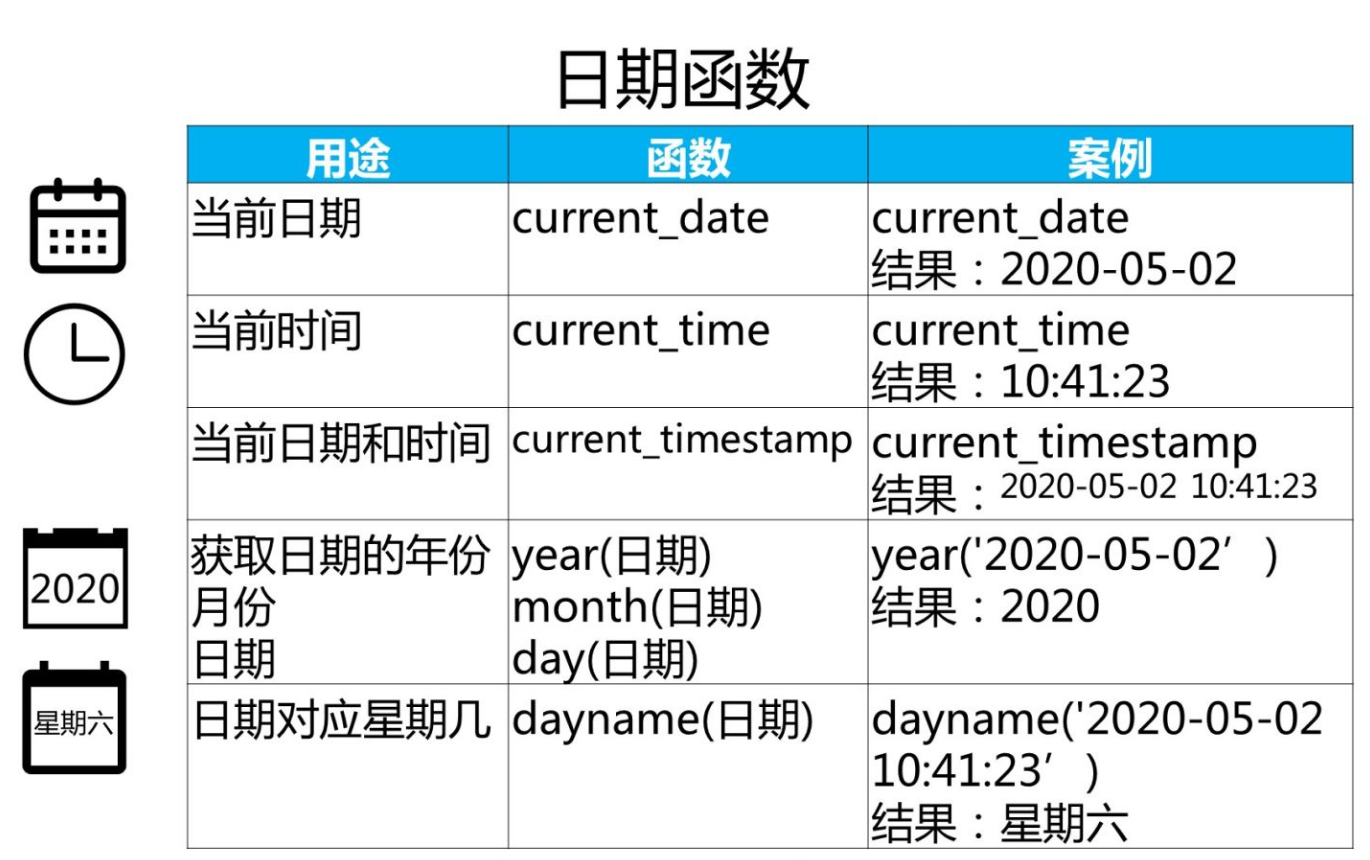 日期函数
用途 函数 案例
当前日期 current_date current_date
结果：2020-05-02
当前时间 current_time current_time
结果：10:41:23
当前日期和时间 current_timestamp current_timestamp
结果：2020-05-02 10:41:23
2020
获取日期的年份 year(日期) year('2020-05-02′)
月份 month(日期) 结果：2020
日期 day(日期)
星期六
日期对应星期几 dayname(日期) dayname('2020-05-02
10:41:23′)
结果：星期六